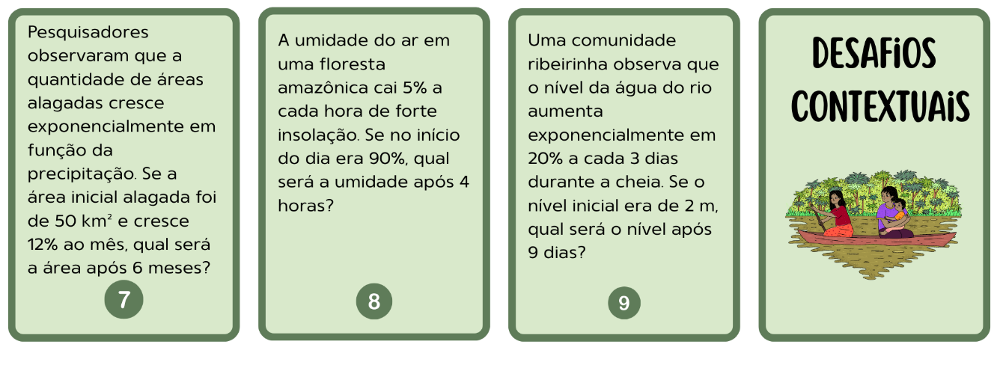 Pesquisadores
observaram que a
quantidade de áreas
alagadas cresce
exponencialmente em
função da
precipitação. Se a
área inicial alagada foi
de 50 km² e cresce
12% ao mês, qual será
a área após 6 meses?
7
A umidade do ar em
uma floresta
amazônica cai 5% a
cada hora de forte
insolação. Se no início
do dia era 90%, qual
será a umidade após 4
horas?
8
Uma comunidade
ribeirinha observa que
o nível da água do rio
aumenta
exponencialmente em
20% a cada 3 dias
durante a cheia. Se o
nível inicial era de 2 m,
qual será o nível após
9 dias?
9
DESAFiOS
CONTEXTUAiS